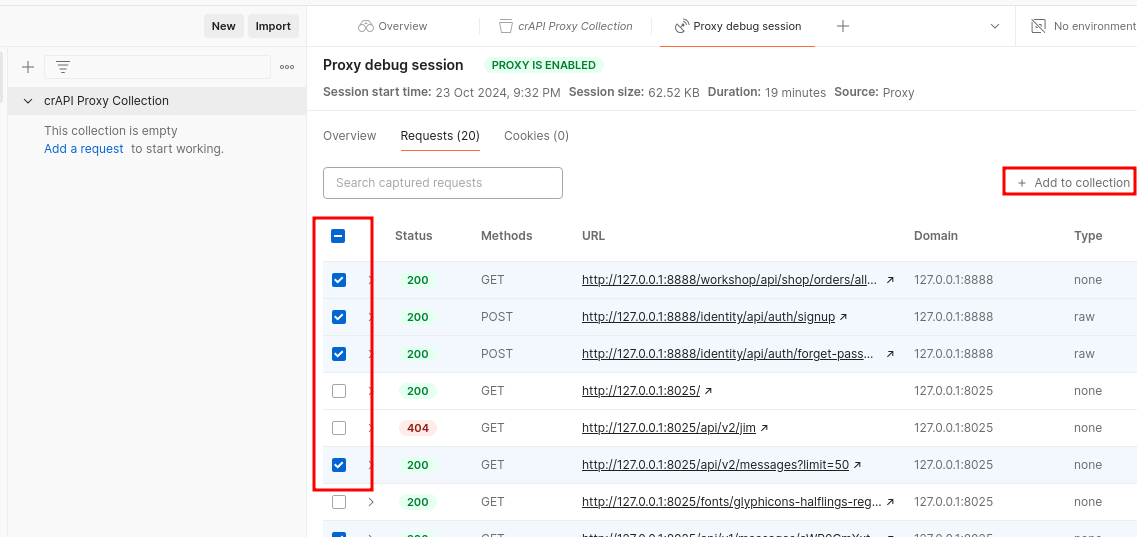 New Import Overview crAPI Proxy Collection Proxy debug session No environment
Proxy debug session PROXY IS ENABLED
Session start time: 23 Oct 2024, 9:32 PM Session size: 62.52 KB Duration: 19 minutes Source: Proxy
crAPI Proxy Collection
This collection is empty
Add a request to start working.
Overview Requests (20) Cookies (0)
Search captured requests
+ Add to collection
Status Methods URL Domain Type
200 GET http://127.0.0.1:8888/workshop/api/shop/orders/all... 127.0.0.1:8888 none
200 POST http://127.0.0.1:8888/identity/api/auth/signup 127.0.0.1:8888 raw
200 POST http://127.0.0.1:8888/identity/api/auth/forget-pass... 127.0.0.1:8888 raw
200 GET http://127.0.0.1:8025/ 127.0.0.1:8025 none
404 GET http://127.0.0.1:8025/api/v2/jim 127.0.0.1:8025 none
200 GET http://127.0.0.1:8025/api/v2/messages?limit=50 127.0.0.1:8025 none
200 GET http://127.0.0.1:8025/fonts/glyphicons-halflings-reg... 127.0.0.1:8025 none